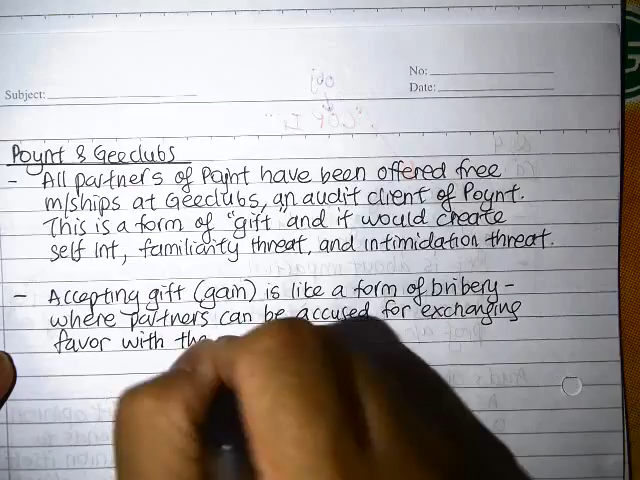 No:
Subject:
Date:
Poynt & Geeclubs
- All partners of Poynt have been offered free
m/ships at Geeclubs, an audit client of Poynt.
This is a form of "gift" and it would create
self int, familiarity threat, and intimidation threat.
- Accepting gift (gain) is like a form of bribery -
where partners can be accused for exchanging
favor with the